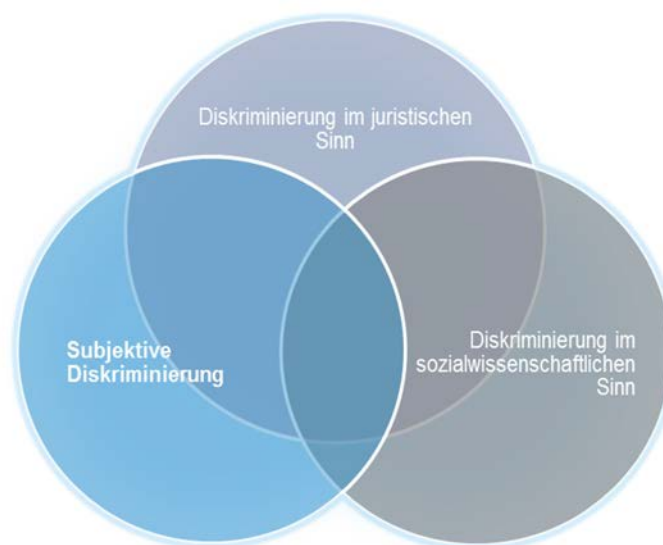 Diskriminierung im juristischen
Sinn
Subjektive
Diskriminierung
Diskriminierung im
sozialwissenschaftlichen
Sinn